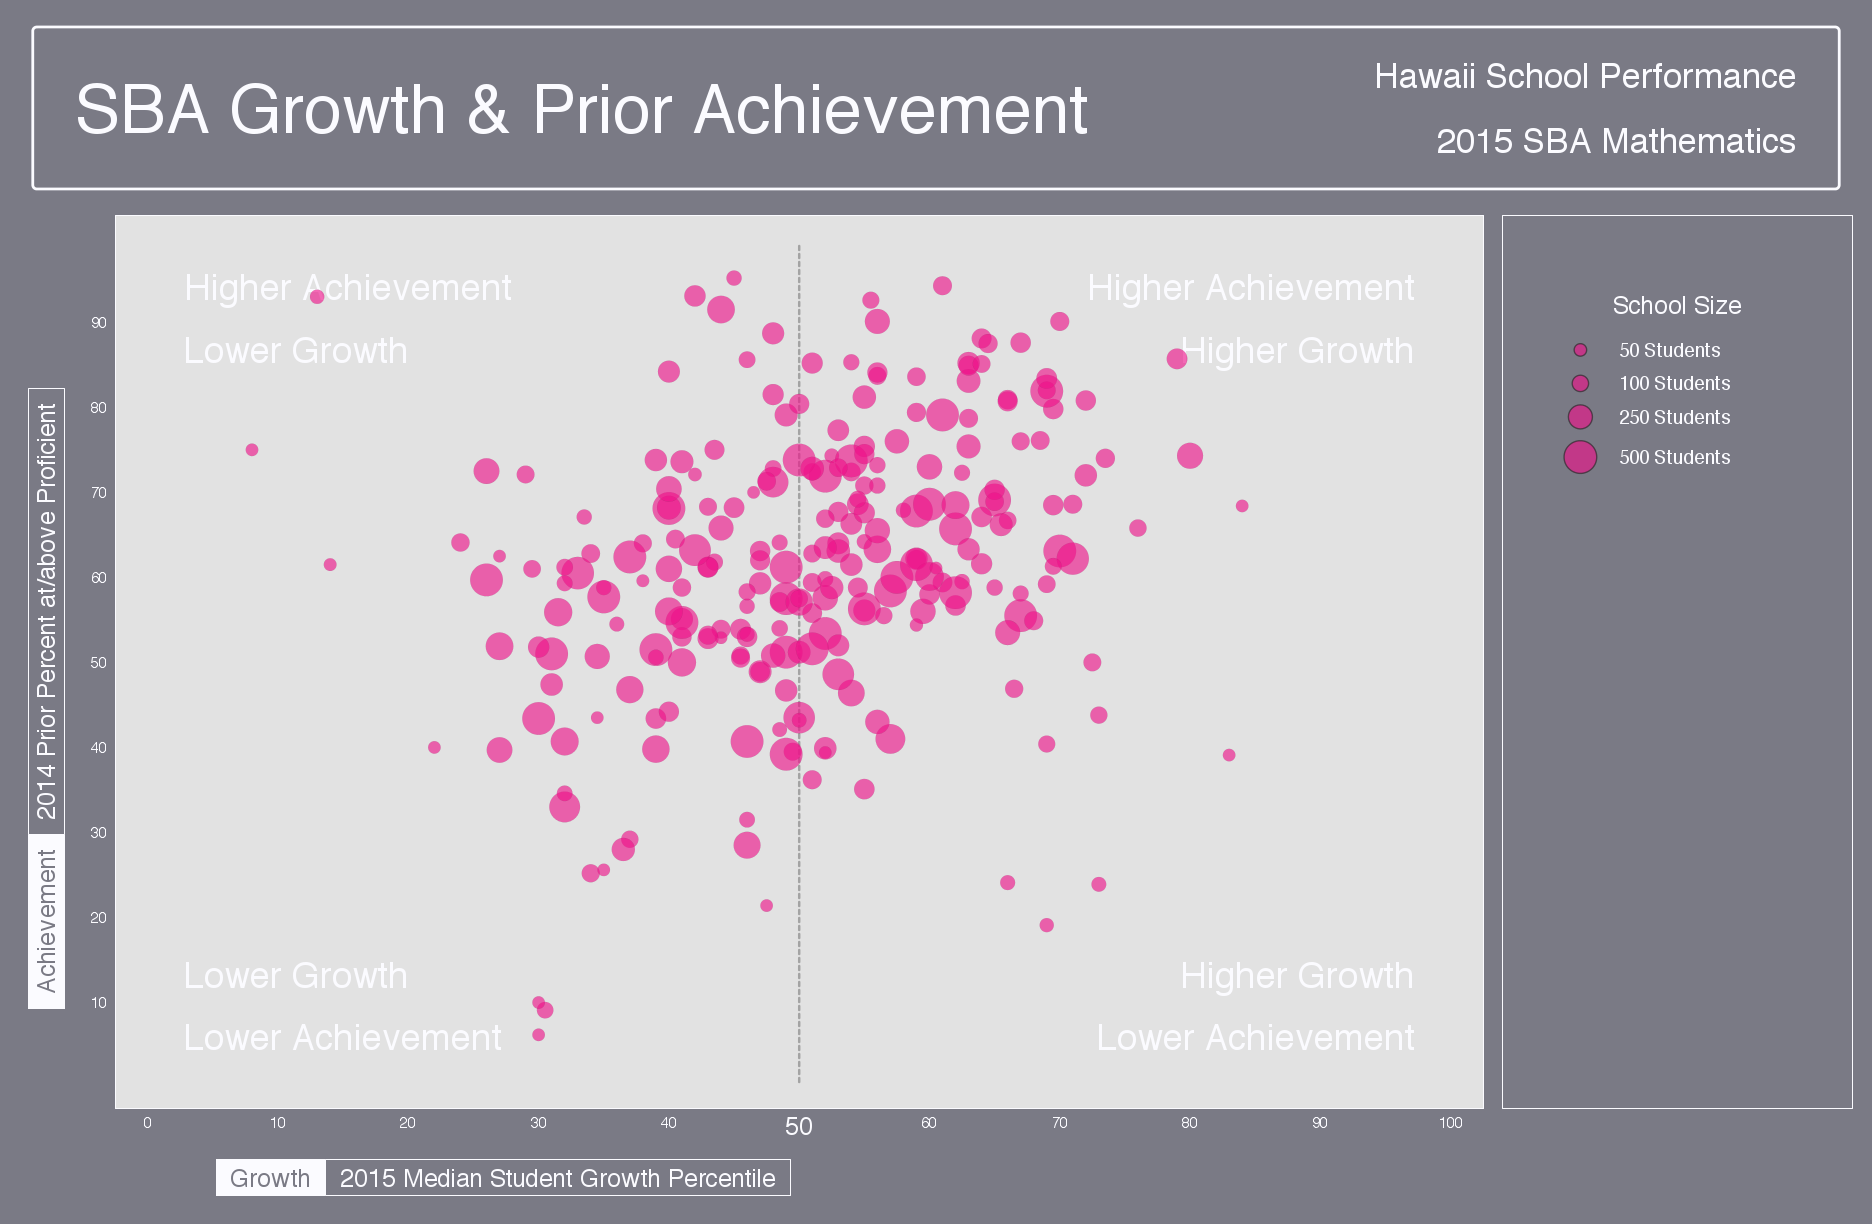 SBA Growth & Prior Achievement
Hawaii School Performance
2015 SBA Mathematics
Higher Achievement
Lower Growth
Higher Achievement
Higher Growth
Lower Growth
Lower Achievement
Higher Growth
Lower Achievement
90
80
70
60
50
40
30
20
10
Achievement
2014 Prior Percent at/above Proficient
0
10
20
30
40
50
60
70
80
90
100
Growth
2015 Median Student Growth Percentile
School Size
50 Students
100 Students
250 Students
500 Students